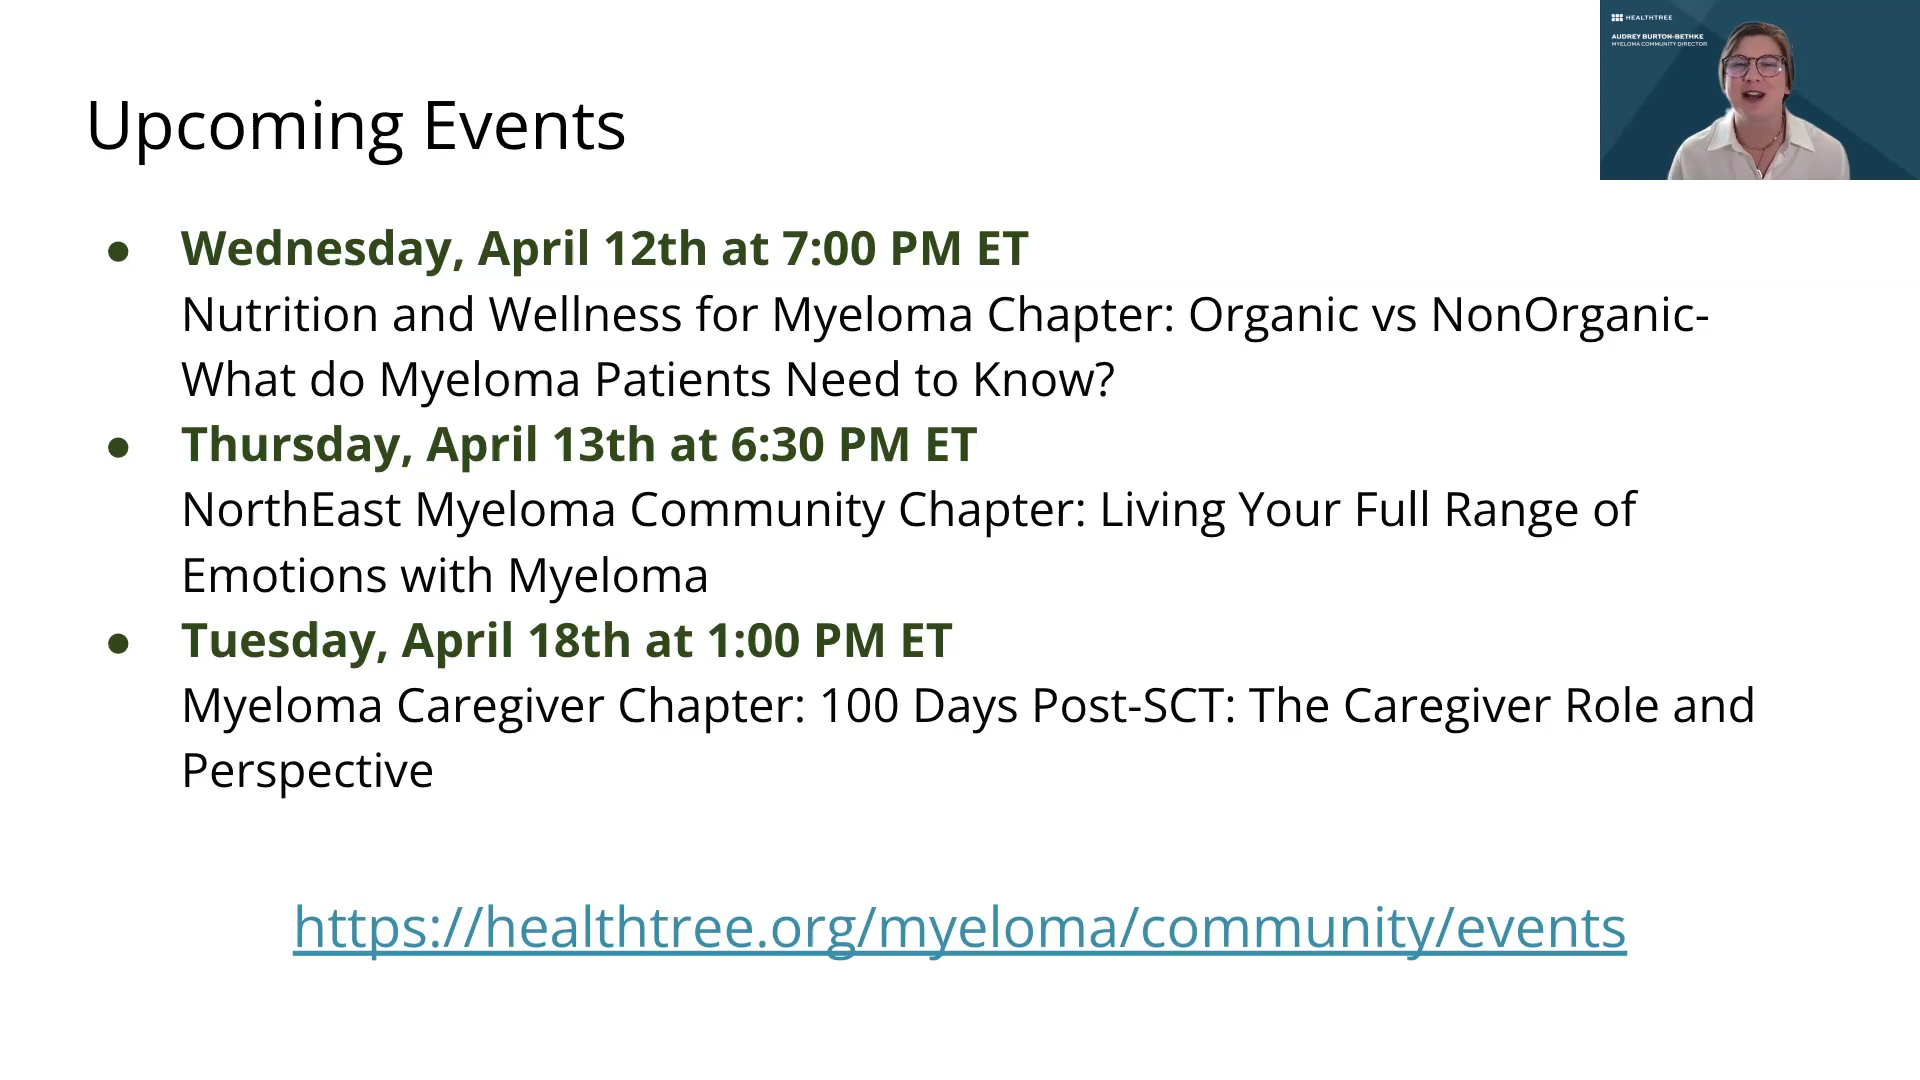 HEALTHTREE
AUDREY BURTON-BETHKE
MYELOMA COMMUNITY DIRECTOR
Upcoming Events
● Wednesday, April 12th at 7:00 PM ET
Nutrition and Wellness for Myeloma Chapter: Organic vs NonOrganic-
What do Myeloma Patients Need to Know?
● Thursday, April 13th at 6:30 PM ET
NorthEast Myeloma Community Chapter: Living Your Full Range of
Emotions with Myeloma
● Tuesday, April 18th at 1:00 PM ET
Myeloma Caregiver Chapter: 100 Days Post-SCT: The Caregiver Role and
Perspective
https://healthtree.org/myeloma/community/events